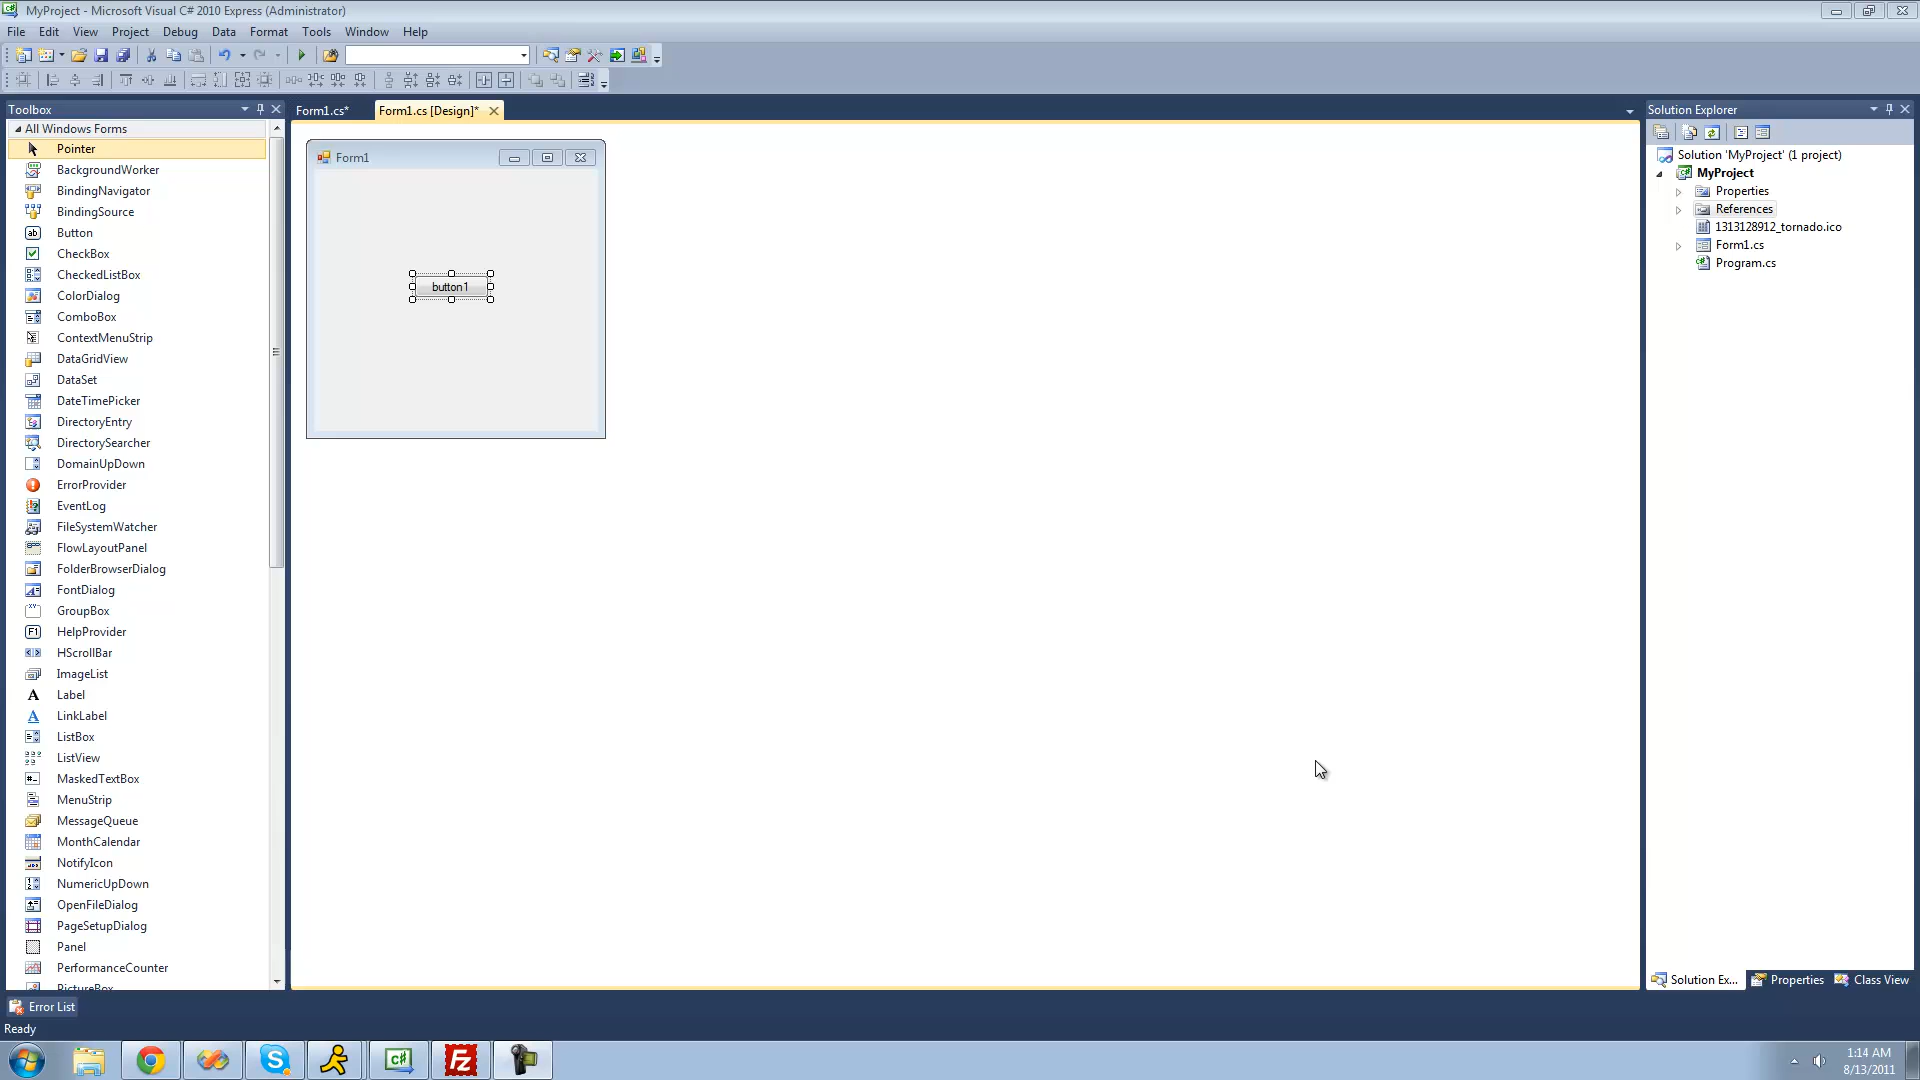 MyProject - Microsoft Visual C# 2010 Express (Administrator)
File Edit View Project Debug Data Format Tools Window Help
Toolbox
All Windows Forms
Pointer
BackgroundWorker
BindingNavigator
BindingSource
Button
CheckBox
CheckedListBox
ColorDialog
ComboBox
ContextMenuStrip
DataGridView
DataSet
DateTimePicker
DirectoryEntry
DirectorySearcher
DomainUpDown
ErrorProvider
EventLog
FileSystemWatcher
FlowLayoutPanel
FolderBrowserDialog
FontDialog
GroupBox
HelpProvider
HScrollBar
ImageList
Label
LinkLabel
ListBox
ListView
MaskedTextBox
MenuStrip
MessageQueue
MonthCalendar
NotifyIcon
NumericUpDown
OpenFileDialog
PageSetupDialog
Panel
PerformanceCounter
PictureBox
Form1.cs* Form1.cs [Design]*
Form1
button1
Solution Explorer
Solution 'MyProject' (1 project)
MyProject
Properties
References
1313128912_tornado.ico
Form1.cs
Program.cs
Solution Ex... Properties Class View
Error List
Ready
1:14 AM
8/13/2011